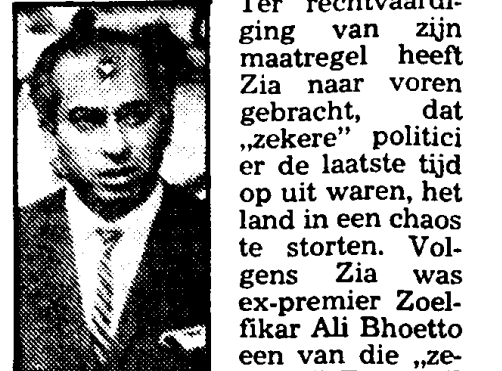 Ter rechtvaardi-
ging van zijn
maatregel heeft
Zia naar voren
gebracht, dat
„zekere” politici
er de laatste tijd
op uit waren, het
land in een chaos
te storten. Vol-
gens Zia was
ex-premier Zoel-
fikar Ali Bhoetto
een van die „ze-